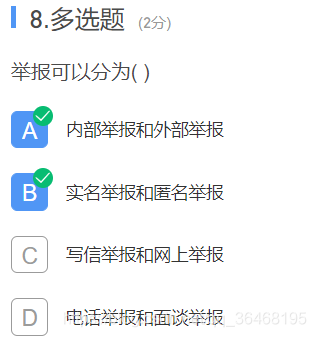 8.多选题 (2分)
举报可以分为( )
A 内部举报和外部举报
B 实名举报和匿名举报
C 写信举报和网上举报
D 电话举报和面谈举报
36468195